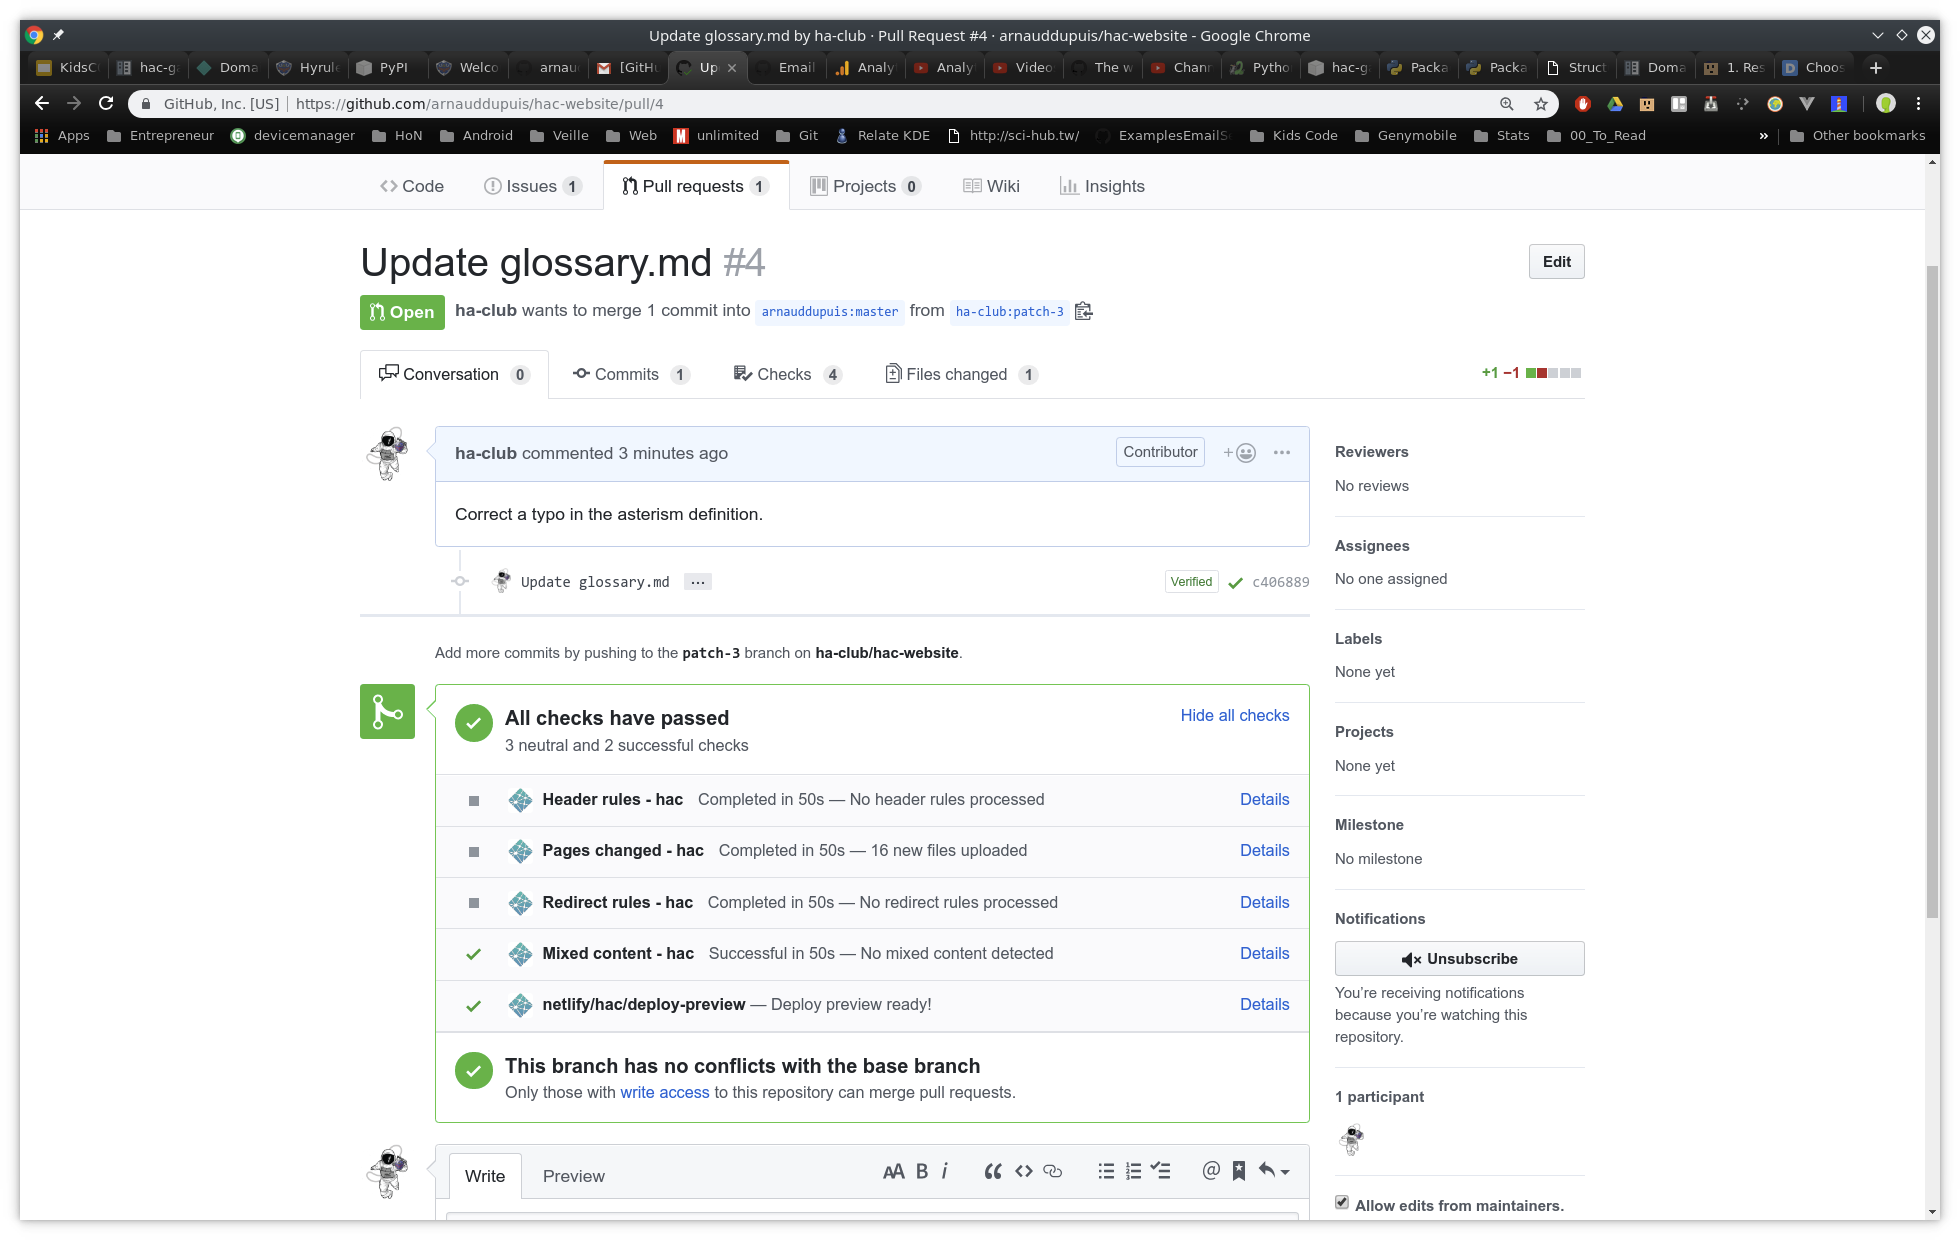 Update glossary.md by ha-club · Pull Request #4 · arnauddupuis/hac-website - Google Chrome
KidsC hac-g Doma Hyrule PyPI Welco arnau [GitHu Up Email Analy Analy Video The w Chann Pytho hac-g Packa Packa Struct Doma 1. Res Choos
GitHub, Inc. [US] https://github.com/arnauddupuis/hac-website/pull/4
Apps Entrepreneur devicemanager HoN Android Veille Web unlimited Git Relate KDE http://sci-hub.tw/ ExamplesEmailS Kids Code Genymobile Stats 00_To_Read » Other bookmarks
Code Issues 1 Pull requests 1 Projects 0 Wiki Insights
Update glossary.md #4 Edit
Open ha-club wants to merge 1 commit into arnauddupuis:master from ha-club:patch-3
Conversation 0 Commits 1 Checks 4 Files changed 1 +1 −1
ha-club commented 3 minutes ago Contributor
Correct a typo in the asterism definition.
Update glossary.md ... Verified c406889
Add more commits by pushing to the patch-3 branch on ha-club/hac-website.
All checks have passed Hide all checks
3 neutral and 2 successful checks
Header rules - hac Completed in 50s — No header rules processed Details
Pages changed - hac Completed in 50s — 16 new files uploaded Details
Redirect rules - hac Completed in 50s — No redirect rules processed Details
Mixed content - hac Successful in 50s — No mixed content detected Details
netlify/hac/deploy-preview — Deploy preview ready! Details
This branch has no conflicts with the base branch
Only those with write access to this repository can merge pull requests.
Write Preview AA B i
Reviewers
No reviews
Assignees
No one assigned
Labels
None yet
Projects
None yet
Milestone
No milestone
Notifications
Unsubscribe
You’re receiving notifications
because you’re watching this
repository.
1 participant
Allow edits from maintainers.